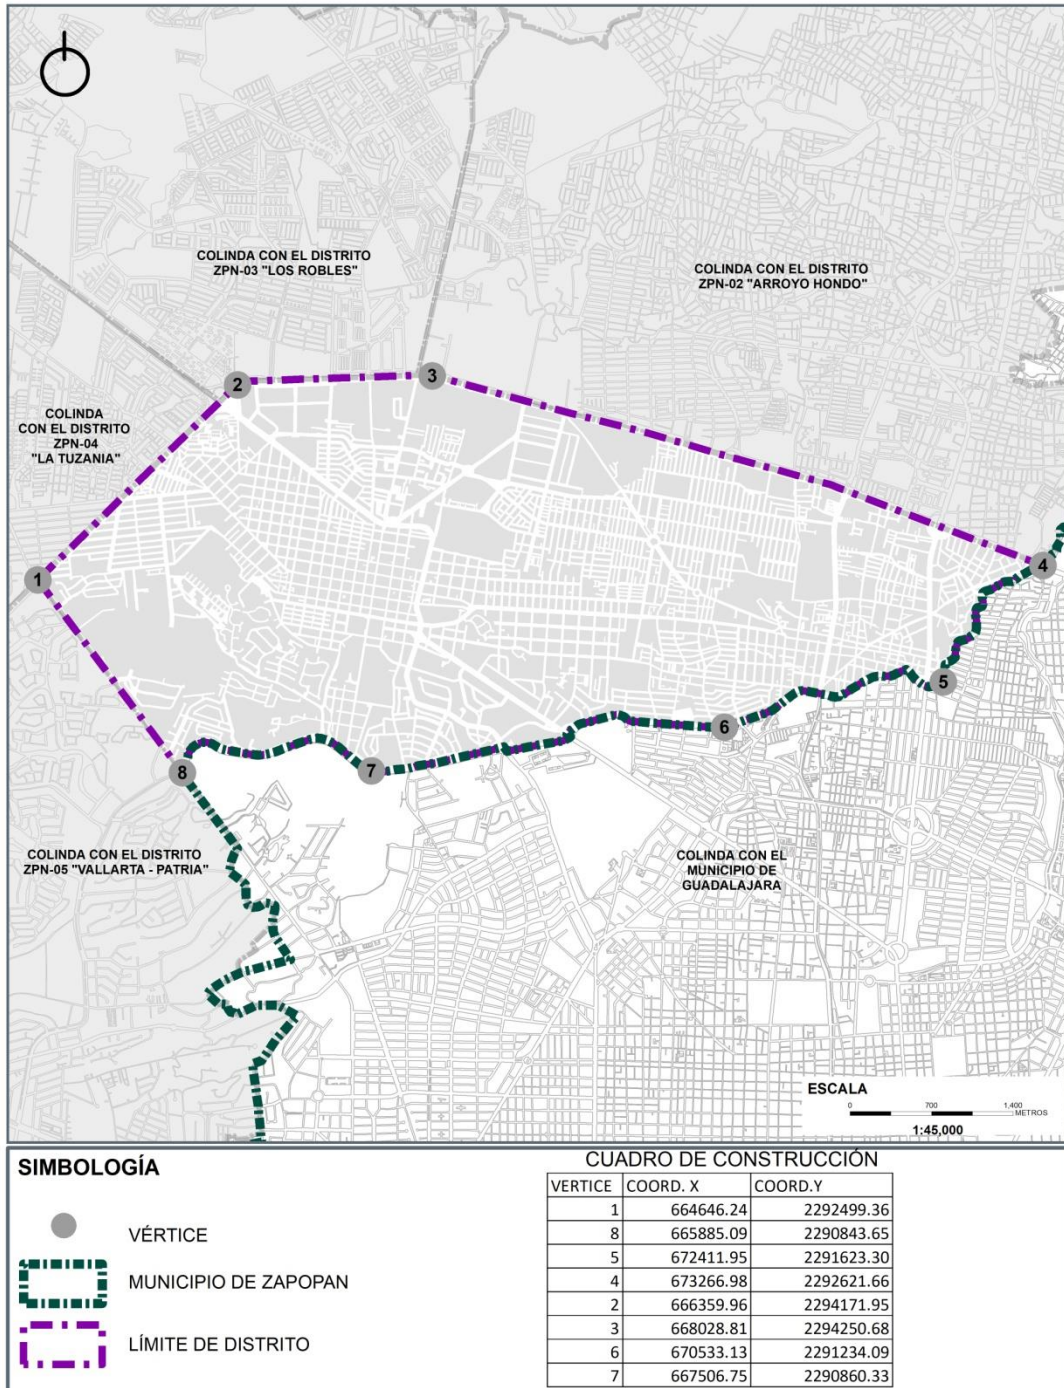 COLINDA CON EL DISTRITO
ZPN-03 "LOS ROBLES"
COLINDA CON EL DISTRITO
ZPN-02 "ARROYO HONDO"
3
2
COLINDA
CON EL DISTRITO
ZPN-04
"LA TUZANIA"
4
1
5
6
7
8
COLINDA CON EL DISTRITO
ZPN-05 "VALLARTA - PATRIA"
COLINDA CON EL
MUNICIPIO DE
GUADALAJARA
ESCALA
0 700 1,400
METROS
1:45,000
SIMBOLOGÍA
VÉRTICE
MUNICIPIO DE ZAPOPAN
LÍMITE DE DISTRITO
CUADRO DE CONSTRUCCIÓN
VERTICE COORD. X COORD.Y
1 664646.24 2292499.36
8 665885.09 2290843.65
5 672411.95 2291623.30
4 673266.98 2292621.66
2 666359.96 2294171.95
3 668028.81 2294250.68
6 670533.13 2291234.09
7 667506.75 2290860.33